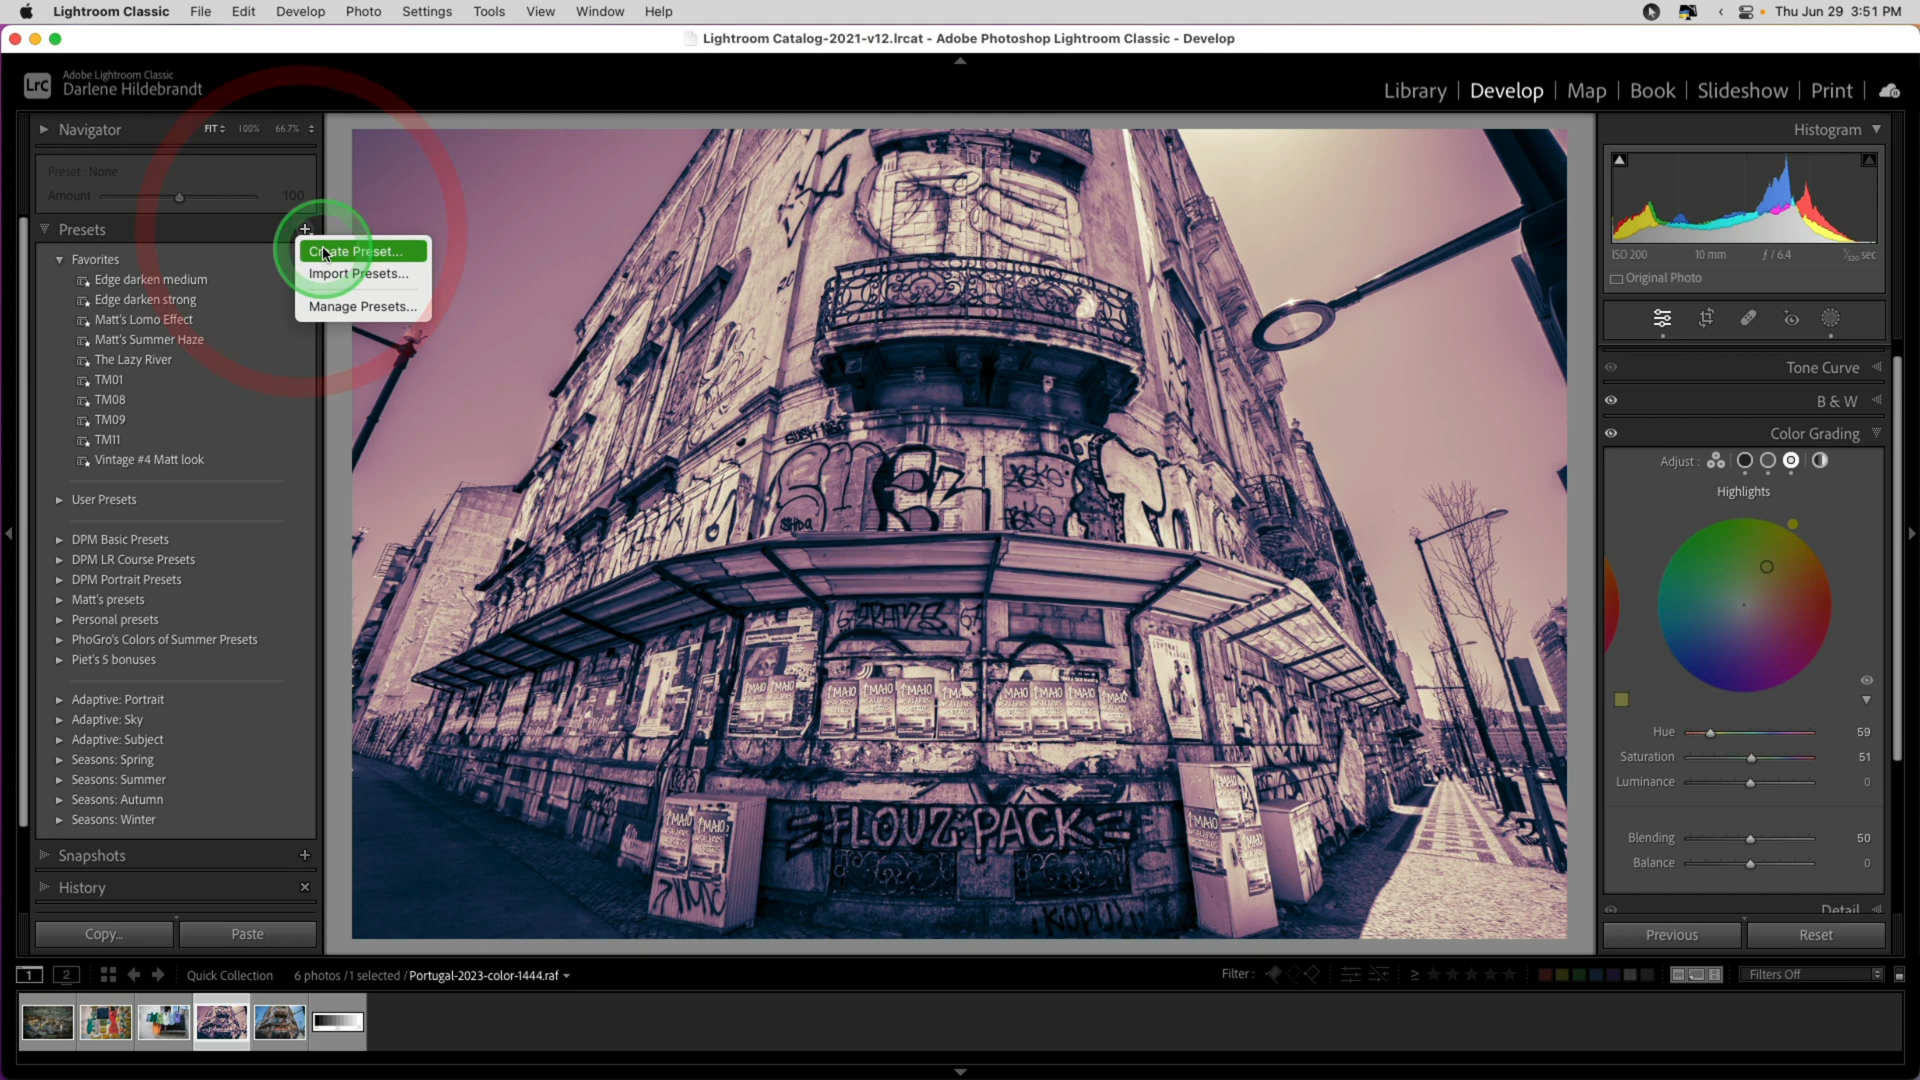 Lightroom Classic File Edit Develop Photo Settings Tools View Window Help Thu Jun 29 3:51 PM
Lightroom Catalog-2021-v12.lrcat - Adobe Photoshop Lightroom Classic - Develop
LrC Adobe Lightroom Classic
Darlene Hildebrandt
Library | Develop | Map | Book | Slideshow | Print |
Navigator FIT 100% 66.7%
Preset : None
Amount 100
Presets +
Create Preset...
Import Presets...
Manage Presets...
Favorites
Edge darken medium
Edge darken strong
Matt's Lomo Effect
Matt's Summer Haze
The Lazy River
TM01
TM08
TM09
TM11
Vintage #4 Matt look
User Presets
DPM Basic Presets
DPM LR Course Presets
DPM Portrait Presets
Matt's presets
Personal presets
PhoGro's Colors of Summer Presets
Piet's 5 bonuses
Adaptive: Portrait
Adaptive: Sky
Adaptive: Subject
Seasons: Spring
Seasons: Summer
Seasons: Autumn
Seasons: Winter
Snapshots +
History ×
Copy... Paste
FLOUZ PACK
Histogram
ISO 200 10 mm ƒ / 6.4 1/320 sec
Original Photo
Tone Curve
B & W
Color Grading
Adjust :
Highlights
Hue 59
Saturation 51
Luminance 0
Blending 50
Balance 0
Detail
Previous Reset
1 2 Quick Collection 6 photos / 1 selected / Portugal-2023-color-1444.raf Filter : ≥ Filters Off